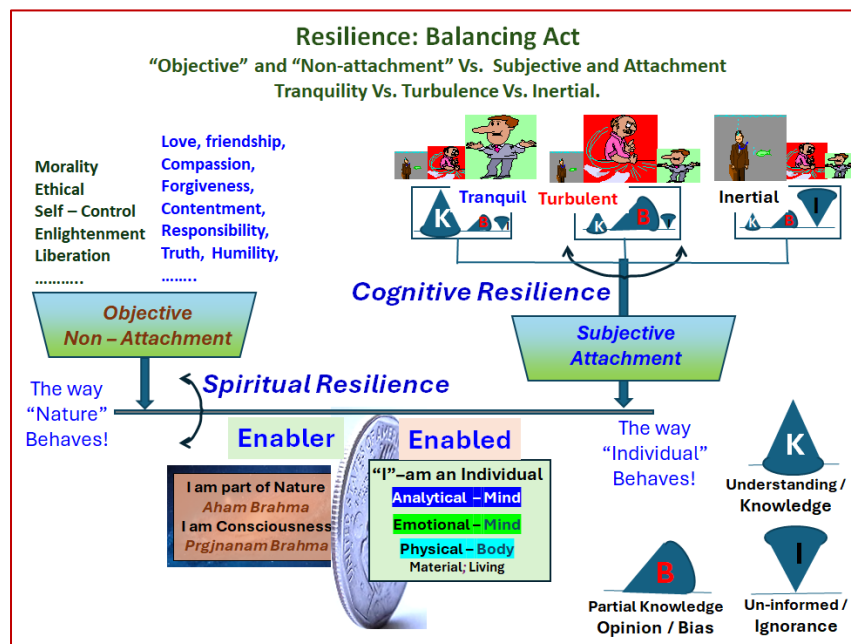 Resilience: Balancing Act
“Objective” and “Non-attachment” Vs. Subjective and Attachment
Tranquility Vs. Turbulence Vs. Inertial.
Morality
Ethical
Self – Control
Enlightenment
Liberation
………..
Love, friendship,
Compassion,
Forgiveness,
Contentment,
Responsibility,
Truth, Humility,
……..
Tranquil
K
B
I
Turbulent
K
B
I
Inertial
K
B
I
Cognitive Resilience
Objective
Non – Attachment
Subjective
Attachment
The way
“Nature”
Behaves!
Spiritual Resilience
Enabler
Enabled
The way
“Individual”
Behaves!
I am part of Nature
Aham Brahma
I am Consciousness
Prgjnanam Brahma
“I”–am an Individual
Analytical – Mind
Emotional – Mind
Physical – Body
Material; Living
K
Understanding /
Knowledge
B
Partial Knowledge
Opinion / Bias
I
Un-informed /
Ignorance